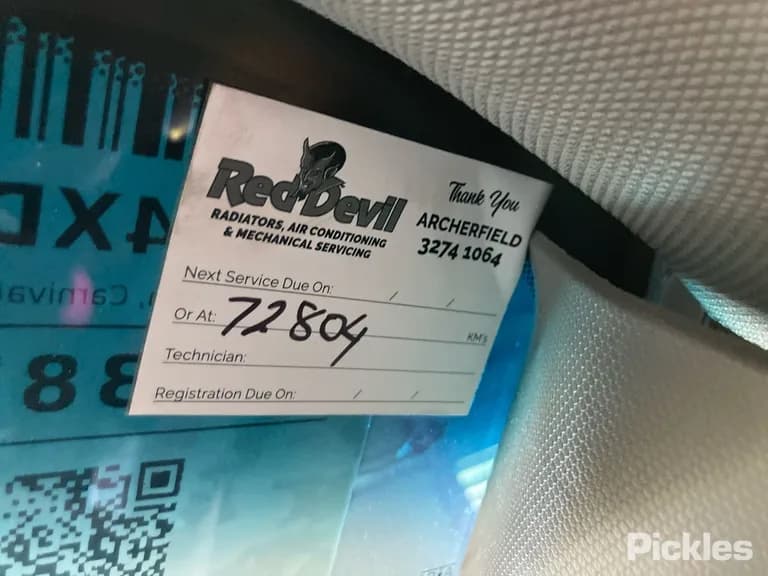 Red Devil
RADIATORS, AIR CONDITIONING
& MECHANICAL SERVICING
Thank You
ARCHERFIELD
3274 1064
Next Service Due On: / /
Or At: 72804 KM's
Technician:
Registration Due On: / /
4XD
, Carnival
38
Pickles